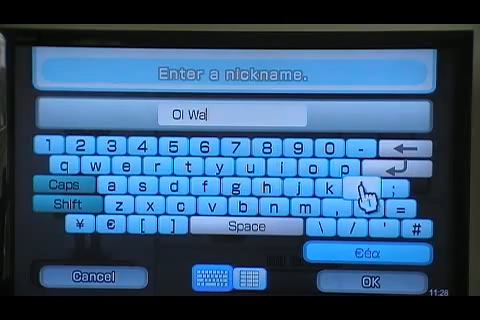 Enter a nickname.
Ol Wa
1 2 3 4 5 6 7 8 9 0 -
q w e r t y u i o p
Caps a s d f g h j k ;
Shift z x c v b n m , =
¥ € [ ] Space \ / ' #
€éα
Cancel OK
11:28